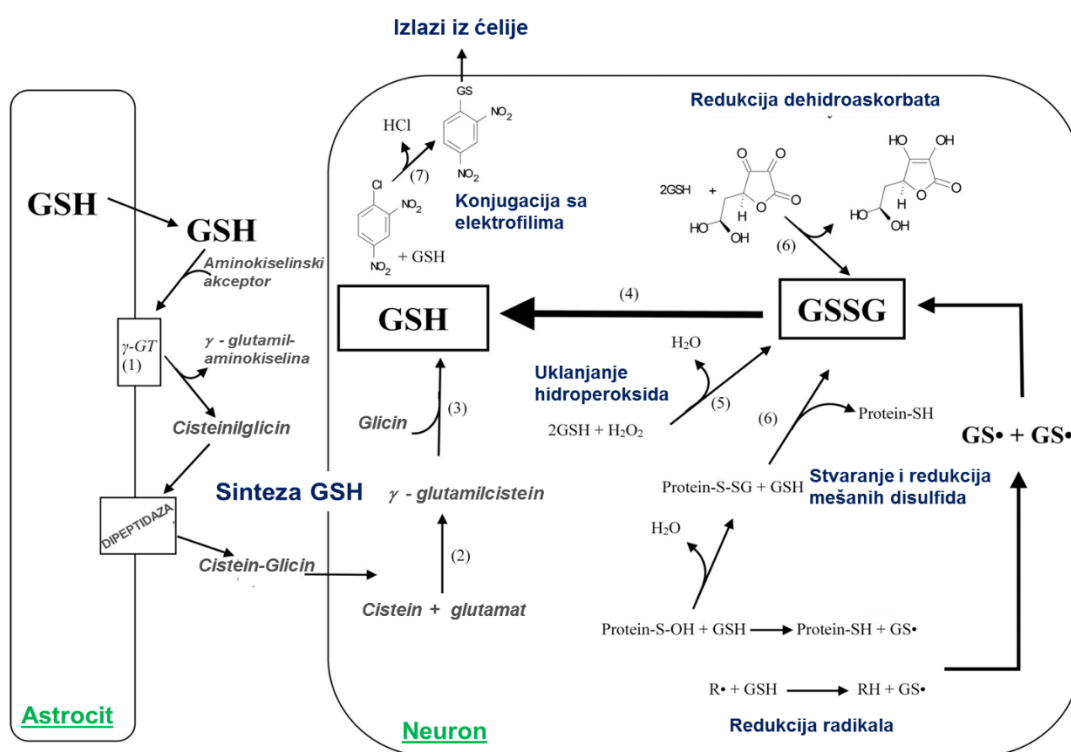 Izlazi iz ćelije
GS
NO2
NO2
HCl
(7)
Cl
NO2
NO2
+ GSH
Konjugacija sa
elektrofilima
Redukcija dehidroaskorbata
2GSH +
O
O
O
O
H
HO
OH
HO
OH
O
O
H
HO
OH
(6)
GSH
GSH
Aminokiselinski
akceptor
γ-GT
(1)
γ - glutamil-
aminokiselina
Cisteinilglicin
DIPEPTIDAZA
Cistein-Glicin
GSH
(4)
GSSG
Uklanjanje
hidroperoksida
H2O
(5)
2GSH + H2O2
(6)
Protein-SH
GS• + GS•
Glicin
(3)
Sinteza GSH
γ - glutamilcistein
(2)
Cistein + glutamat
Protein-S-SG + GSH
Stvaranje i redukcija
mešanih disulfida
H2O
Protein-S-OH + GSH
Protein-SH + GS•
R• + GSH
RH + GS•
Redukcija radikala
Astrocit
Neuron